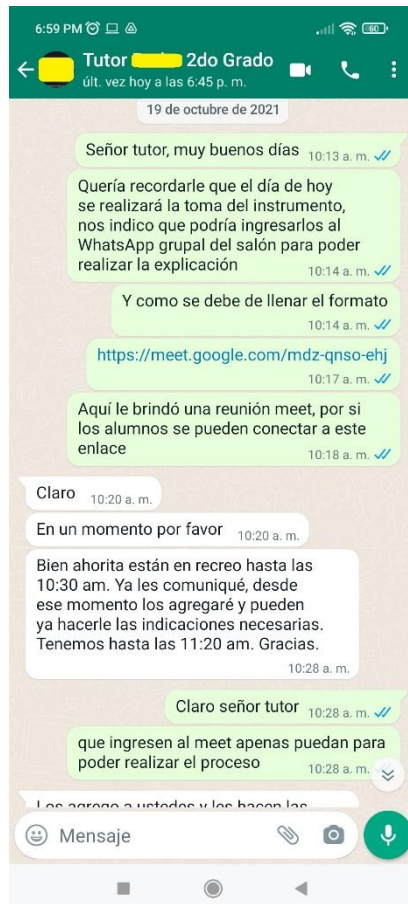 6:59 PM
60
Tutor 2do Grado
últ. vez hoy a las 6:45 p. m.
19 de octubre de 2021
Señor tutor, muy buenos días 10:13 a. m.
Quería recordarle que el día de hoy
se realizará la toma del instrumento,
nos indico que podría ingresarlos al
WhatsApp grupal del salón para poder
realizar la explicación 10:14 a. m.
Y como se debe de llenar el formato
10:14 a. m.
https://meet.google.com/mdz-qnso-ehj
10:17 a. m.
Aquí le brindó una reunión meet, por si
los alumnos se pueden conectar a este
enlace 10:18 a. m.
Claro 10:20 a. m.
En un momento por favor 10:20 a. m.
Bien ahorita están en recreo hasta las
10:30 am. Ya les comuniqué, desde
ese momento los agregaré y pueden
ya hacerle las indicaciones necesarias.
Tenemos hasta las 11:20 am. Gracias.
10:28 a. m.
Claro señor tutor 10:28 a. m.
que ingresen al meet apenas puedan para
poder realizar el proceso 10:28 a. m.
Los agrego a ustedes y les hacen las
Mensaje